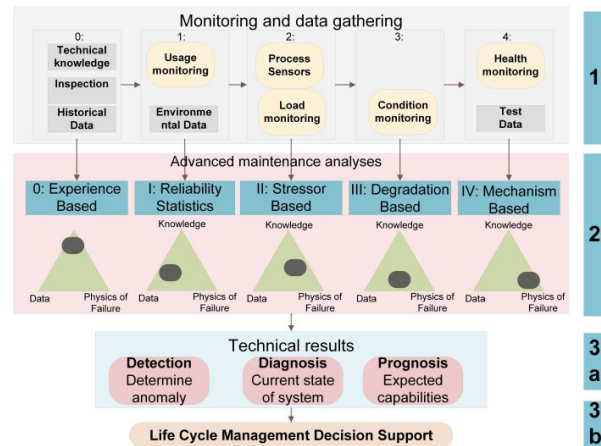 Monitoring and data gathering
0:
1:
2:
3:
4:
Technical
knowledge
Inspection
Historical
Data
Usage
monitoring
Environme
ntal Data
Process
Sensors
Load
monitoring
Condition
monitoring
Health
monitoring
Test
Data
1
Advanced maintenance analyses
0: Experience
Based
I: Reliability
Statistics
II: Stressor
Based
III: Degradation
Based
IV: Mechanism
Based
Knowledge
Knowledge
Knowledge
Knowledge
Knowledge
Data
Physics of
Failure
Data
Physics of
Failure
Data
Physics of
Failure
Data
Physics of
Failure
Data
Physics of
Failure
2
Technical results
Detection
Determine
anomaly
Diagnosis
Current state
of system
Prognosis
Expected
capabilities
3
a
Life Cycle Management Decision Support
3
b